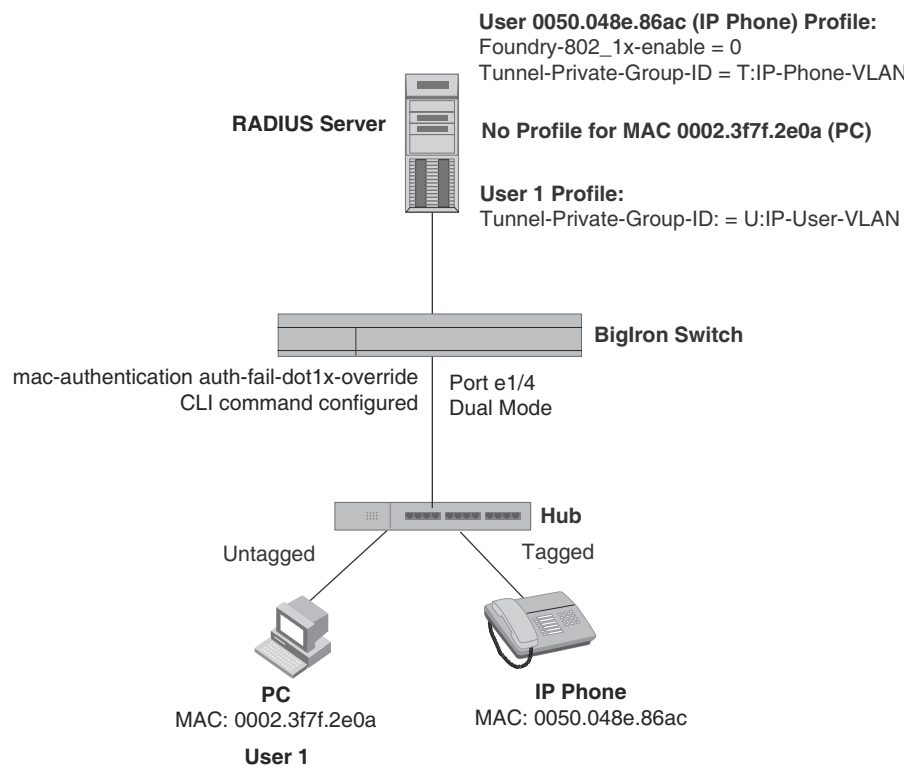 User 0050.048e.86ac (IP Phone) Profile:
Foundry-802_1x-enable = 0
Tunnel-Private-Group-ID = T:IP-Phone-VLAN
RADIUS Server
No Profile for MAC 0002.3f7f.2e0a (PC)
User 1 Profile:
Tunnel-Private-Group-ID: = U:IP-User-VLAN
BigIron Switch
mac-authentication auth-fail-dot1x-override
CLI command configured
Port e1/4
Dual Mode
Hub
Untagged
Tagged
PC
MAC: 0002.3f7f.2e0a
User 1
IP Phone
MAC: 0050.048e.86ac